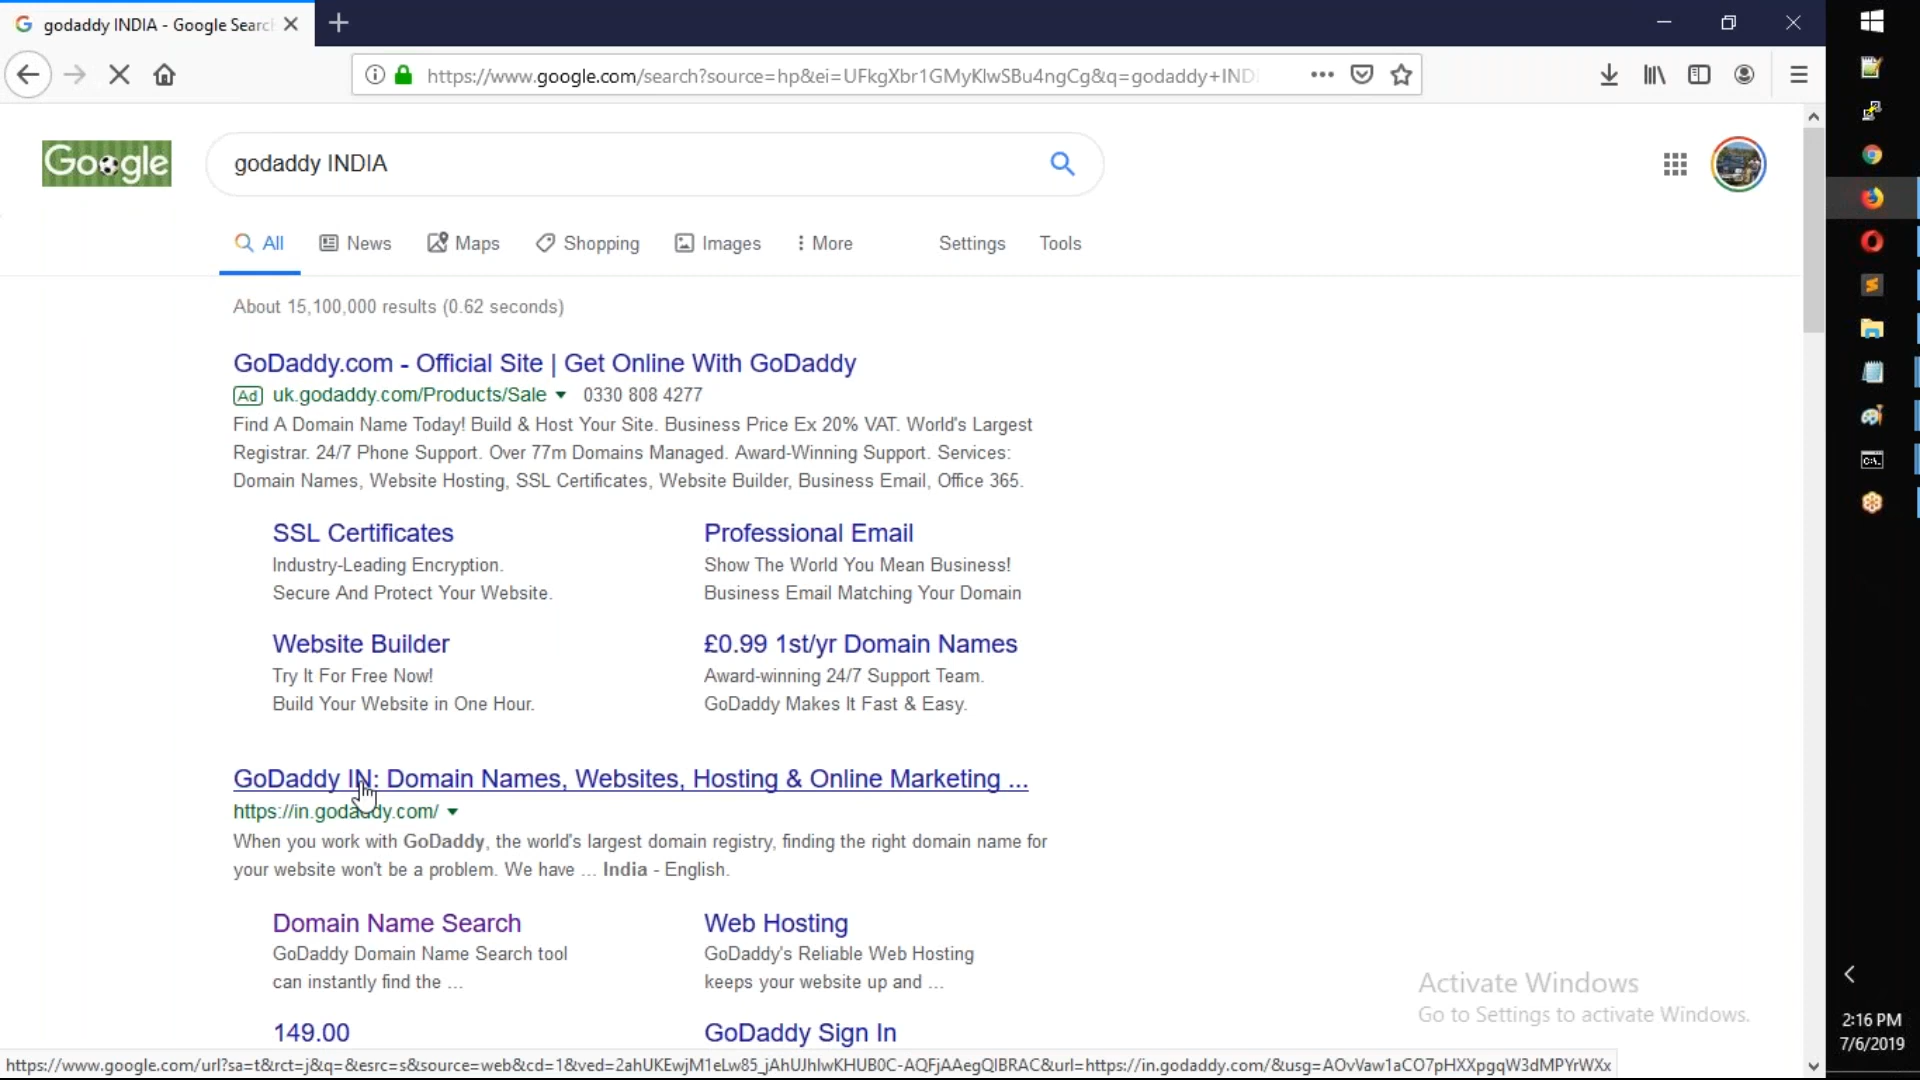 godaddy INDIA - Google Searc
https://www.google.com/search?source=hp&ei=UFkgXbr1GMyKlwSBu4ngCg&q=godaddy+INDI
Google
godaddy INDIA
All
News
Maps
Shopping
Images
More
Settings
Tools
About 15,100,000 results (0.62 seconds)
GoDaddy.com - Official Site | Get Online With GoDaddy
Ad uk.godaddy.com/Products/Sale 0330 808 4277
Find A Domain Name Today! Build & Host Your Site. Business Price Ex 20% VAT. World's Largest
Registrar. 24/7 Phone Support. Over 77m Domains Managed. Award-Winning Support. Services:
Domain Names, Website Hosting, SSL Certificates, Website Builder, Business Email, Office 365.
SSL Certificates
Industry-Leading Encryption.
Secure And Protect Your Website.
Professional Email
Show The World You Mean Business!
Business Email Matching Your Domain
Website Builder
Try It For Free Now!
Build Your Website in One Hour.
£0.99 1st/yr Domain Names
Award-winning 24/7 Support Team.
GoDaddy Makes It Fast & Easy.
GoDaddy IN: Domain Names, Websites, Hosting & Online Marketing ...
https://in.godaddy.com/
When you work with GoDaddy, the world's largest domain registry, finding the right domain name for
your website won't be a problem. We have ... India - English.
Domain Name Search
GoDaddy Domain Name Search tool
can instantly find the ...
Web Hosting
GoDaddy's Reliable Web Hosting
keeps your website up and ...
149.00
GoDaddy Sign In
Activate Windows
Go to Settings to activate Windows.
https://www.google.com/url?sa=t&rct=j&q=&esrc=s&source=web&cd=1&ved=2ahUKEwjM1eLw85_jAhUJhlwKHUB0C-AQFjAAegQIBRAC&url=https://in.godaddy.com/&usg=AOvVaw1aCO7pHXXpgqW3dMPYrWXx
2:16 PM
7/6/2019